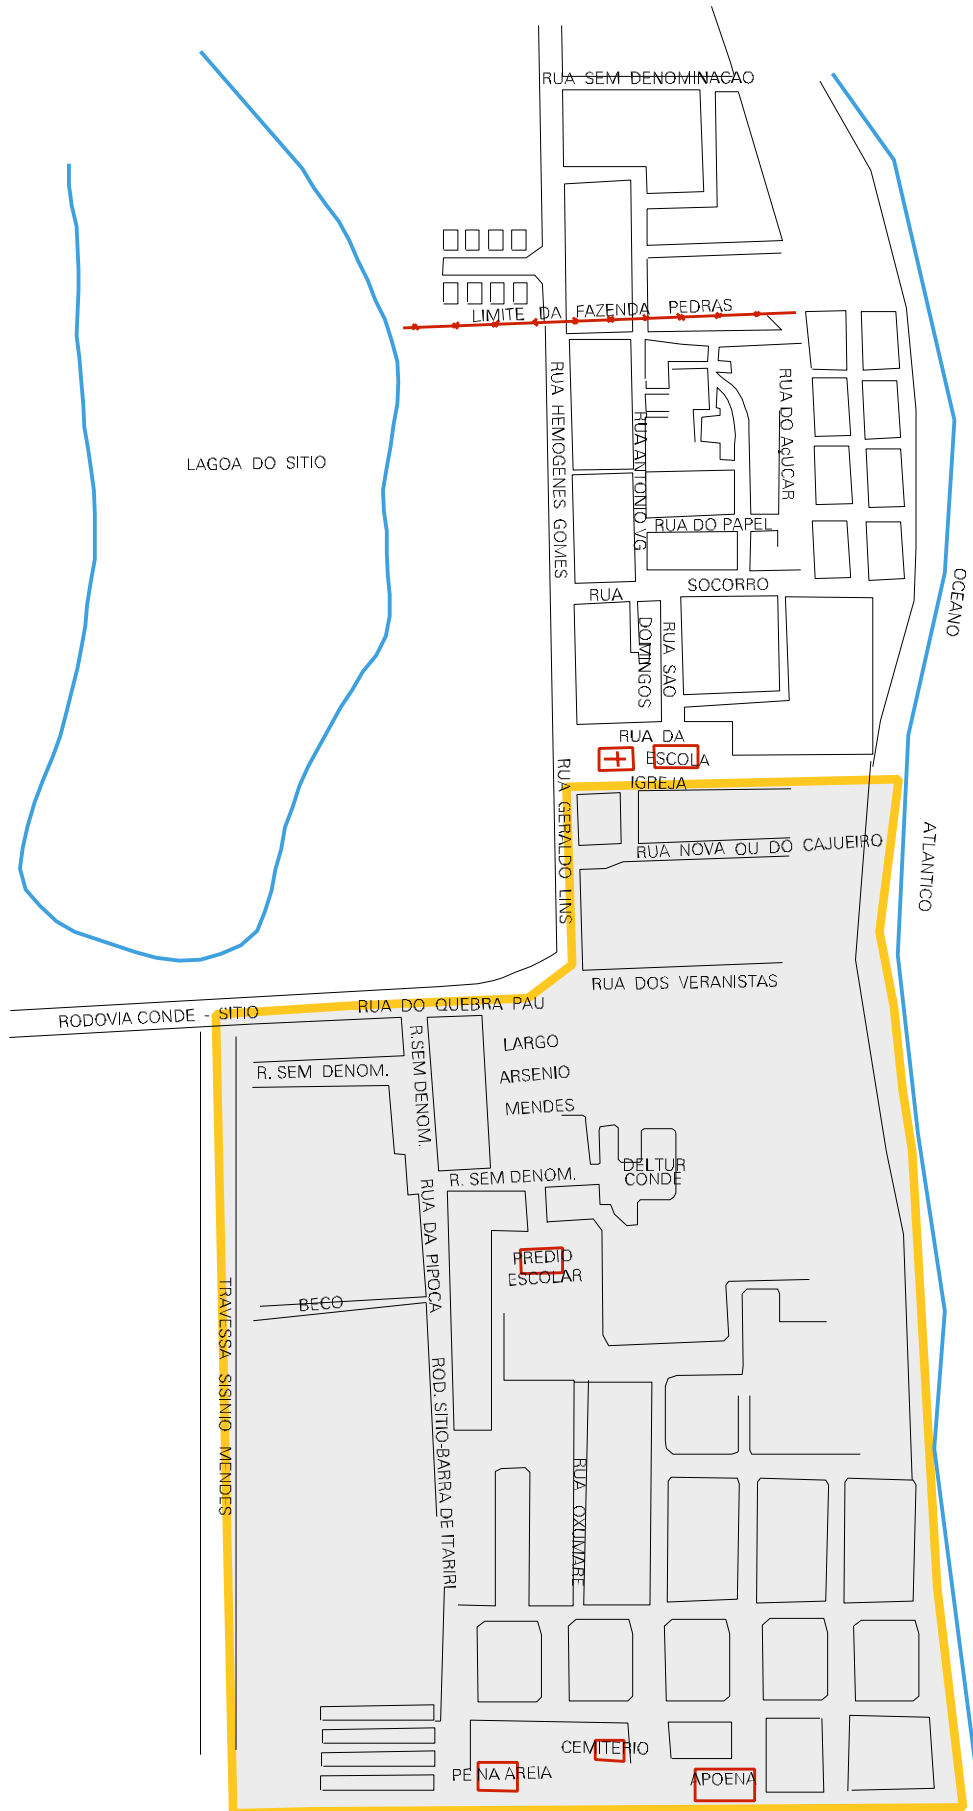 RUA SEM DENOMINACAO
LIMITE DA FAZENDA PEDRAS
RUA HEMOGENES GOMES
RUA ANTONIO VG
RUA DO AçUCAR
LAGOA DO SITIO
RUA DO PAPEL
RUA SOCORRO
OCEANO
DOMINGOS
RUA SAO
RUA DA
ESCOLA
IGREJA
RUA GERALDO LINS
RUA NOVA OU DO CAJUEIRO
ATLANTICO
RUA DOS VERANISTAS
RODOVIA CONDE - SITIO
RUA DO QUEBRA PAU
R. SEM DENOM.
R.SEM DENOM.
LARGO
ARSENIO
MENDES
DELTUR
CONDE
R. SEM DENOM.
RUA DA PIPOCA
PREDIO
ESCOLAR
BECO
TRAVESSA SISINIO MENDES
ROD. SITIO-BARRA DE ITARIRI
RUA OXUMARE
CEMITERIO
PE NA AREIA
APOENA